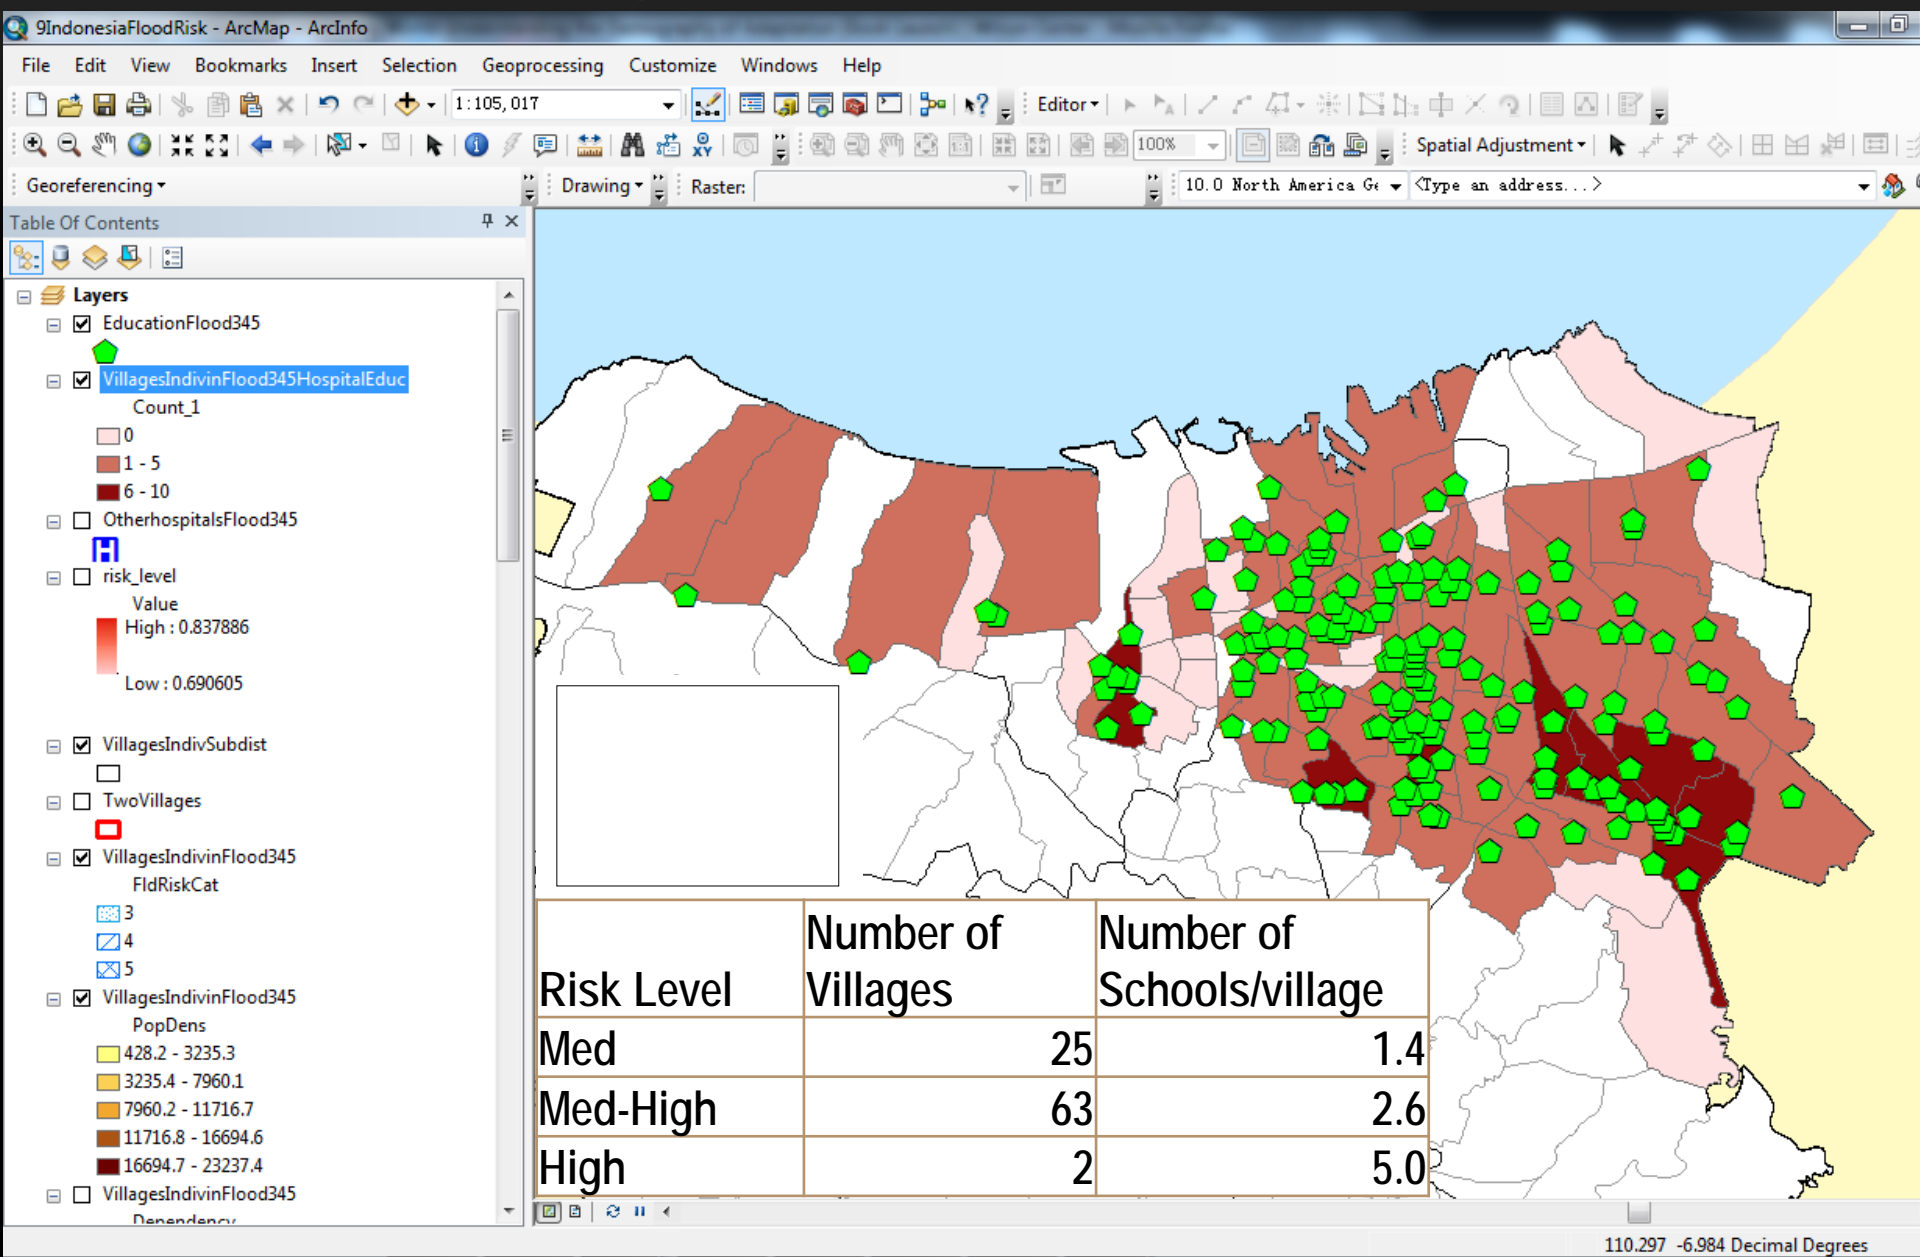 9IndonesiaFloodRisk - ArcMap - ArcInfo
File Edit View Bookmarks Insert Selection Geoprocessing Customize Windows Help
1:105,017
Editor
100%
Spatial Adjustment
Georeferencing
Drawing
Raster:
10.0 North America Ge
<Type an address...>
Table Of Contents
Layers
EducationFlood345
VillagesIndivinFlood345HospitalEduc
Count_1
0
1 - 5
6 - 10
OtherhospitalsFlood345
H
risk_level
Value
High : 0.837886
Low : 0.690605
VillagesIndivSubdist
TwoVillages
VillagesIndivinFlood345
FldRiskCat
3
4
5
VillagesIndivinFlood345
PopDens
428.2 - 3235.3
3235.4 - 7960.1
7960.2 - 11716.7
11716.8 - 16694.6
16694.7 - 23237.4
VillagesIndivinFlood345
Dependency
Risk Level Number of Villages Number of Schools/village
Med 25 1.4
Med-High 63 2.6
High 2 5.0
110.297 -6.984 Decimal Degrees